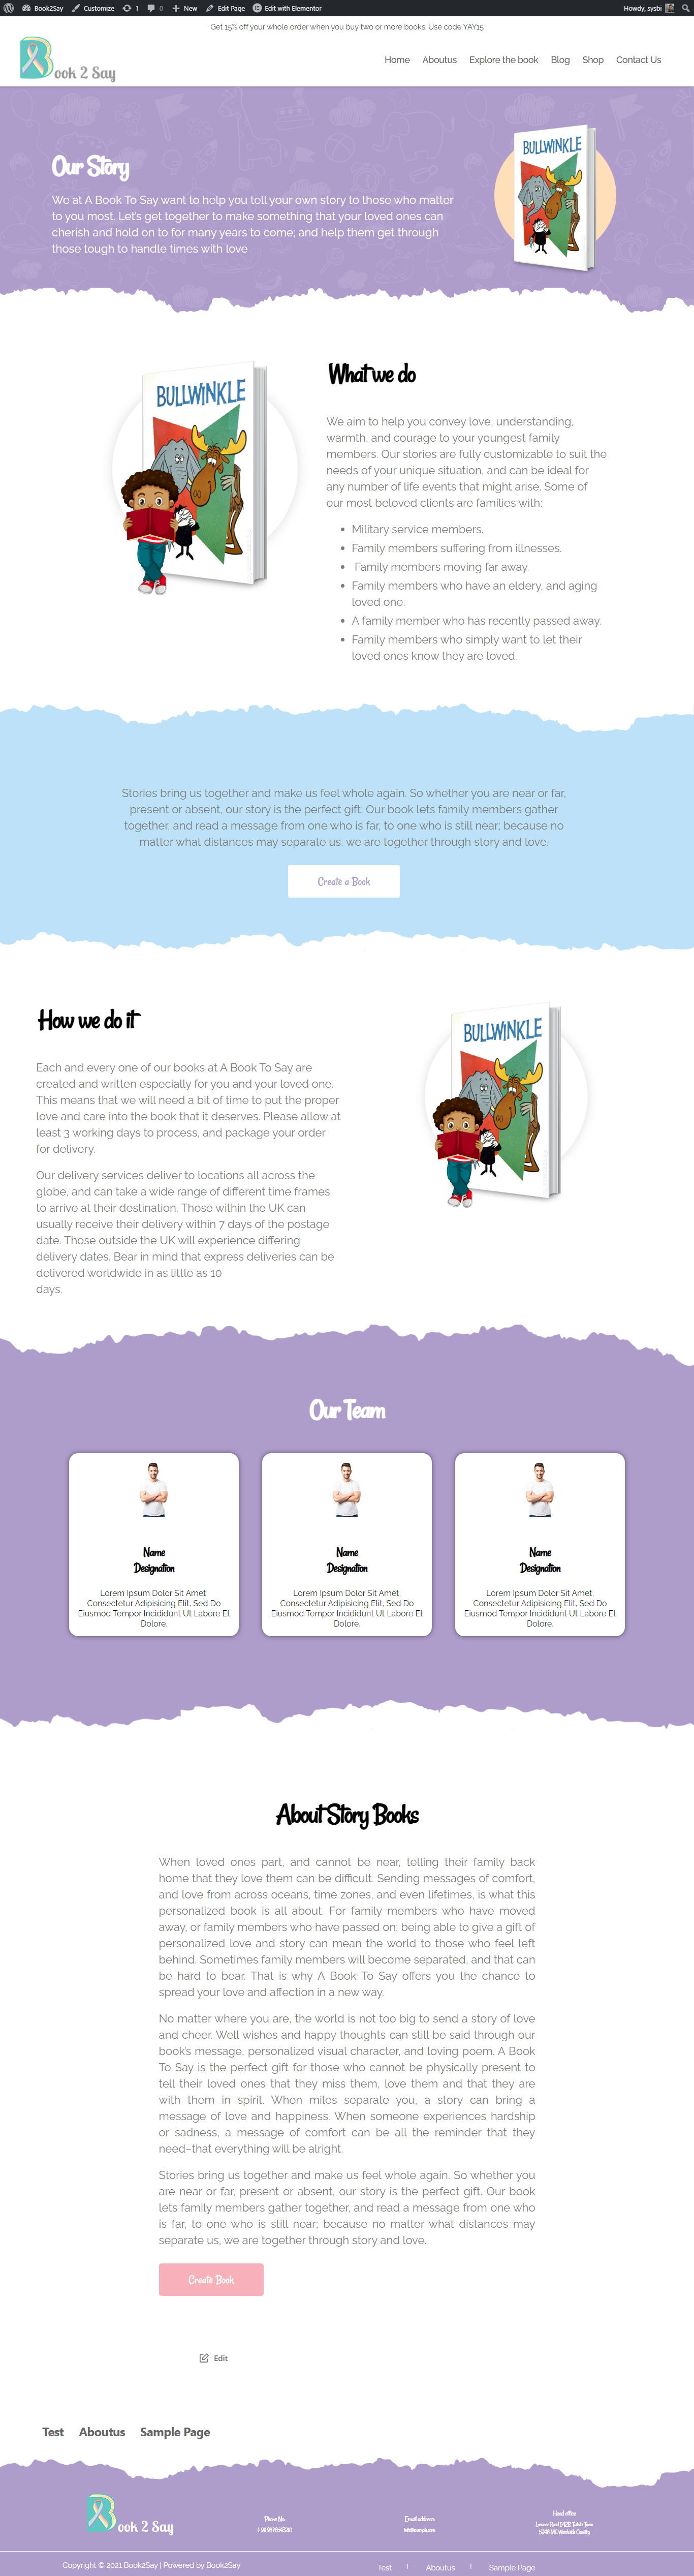 Book2Say Customize 1 0 New Edit Page Edit with Elementor Howdy, sysbi
Get 15% off your whole order when you buy two or more books. Use code YAY15
Book 2 Say
Home Aboutus Explore the book Blog Shop Contact Us
Our Story
We at A Book To Say want to help you tell your own story to those who matter
to you most. Let's get together to make something that your loved ones can
cherish and hold on to for many years to come; and help them get through
those tough to handle times with love
BULLWINKLE
What we do
We aim to help you convey love, understanding,
warmth, and courage to your youngest family
members. Our stories are fully customizable to suit the
needs of your unique situation, and can be ideal for
any number of life events that might arise. Some of
our most beloved clients are families with:
• Military service members.
• Family members suffering from illnesses.
• Family members moving far away.
• Family members who have an eldery, and aging
loved one.
• A family member who has recently passed away.
• Family members who simply want to let their
loved ones know they are loved.
BULLWINKLE
Stories bring us together and make us feel whole again. So whether you are near or far,
present or absent, our story is the perfect gift. Our book lets family members gather
together, and read a message from one who is far, to one who is still near; because no
matter what distances may separate us, we are together through story and love.
Create a Book
How we do it
Each and every one of our books at A Book To Say are
created and written especially for you and your loved one.
This means that we will need a bit of time to put the proper
love and care into the book that it deserves. Please allow at
least 3 working days to process, and package your order
for delivery.
Our delivery services deliver to locations all across the
globe, and can take a wide range of different time frames
to arrive at their destination. Those within the UK can
usually receive their delivery within 7 days of the postage
date. Those outside the UK will experience differing
delivery dates. Bear in mind that express deliveries can be
delivered worldwide in as little as 10
days.
BULLWINKLE
Our Team
Name
Designation
Lorem Ipsum Dolor Sit Amet,
Consectetur Adipisicing Elit, Sed Do
Eiusmod Tempor Incididunt Ut Labore Et
Dolore.
Name
Designation
Lorem Ipsum Dolor Sit Amet,
Consectetur Adipisicing Elit, Sed Do
Eiusmod Tempor Incididunt Ut Labore Et
Dolore.
Name
Designation
Lorem Ipsum Dolor Sit Amet,
Consectetur Adipisicing Elit, Sed Do
Eiusmod Tempor Incididunt Ut Labore Et
Dolore.
About Story Books
When loved ones part, and cannot be near, telling their family back
home that they love them can be difficult. Sending messages of comfort,
and love from across oceans, time zones, and even lifetimes, is what this
personalized book is all about. For family members who have moved
away, or family members who have passed on; being able to give a gift of
personalized love and story can mean the world to those who feel left
behind. Sometimes family members will become separated, and that can
be hard to bear. That is why A Book To Say offers you the chance to
spread your love and affection in a new way.
No matter where you are, the world is not too big to send a story of love
and cheer. Well wishes and happy thoughts can still be said through our
book's message, personalized visual character, and loving poem. A Book
To Say is the perfect gift for those who cannot be physically present to
tell their loved ones that they miss them, love them and that they are
with them in spirit. When miles separate you, a story can bring a
message of love and happiness. When someone experiences hardship
or sadness, a message of comfort can be all the reminder that they
need–that everything will be alright.
Stories bring us together and make us feel whole again. So whether you
are near or far, present or absent, our story is the perfect gift. Our book
lets family members gather together, and read a message from one who
is far, to one who is still near; because no matter what distances may
separate us, we are together through story and love.
Create Book
Edit
Test Aboutus Sample Page
Book 2 Say
Phone No
Email address
info@example.com
Head office
Copyright © 2021 Book2Say | Powered by Book2Say
Test | Aboutus | Sample Page